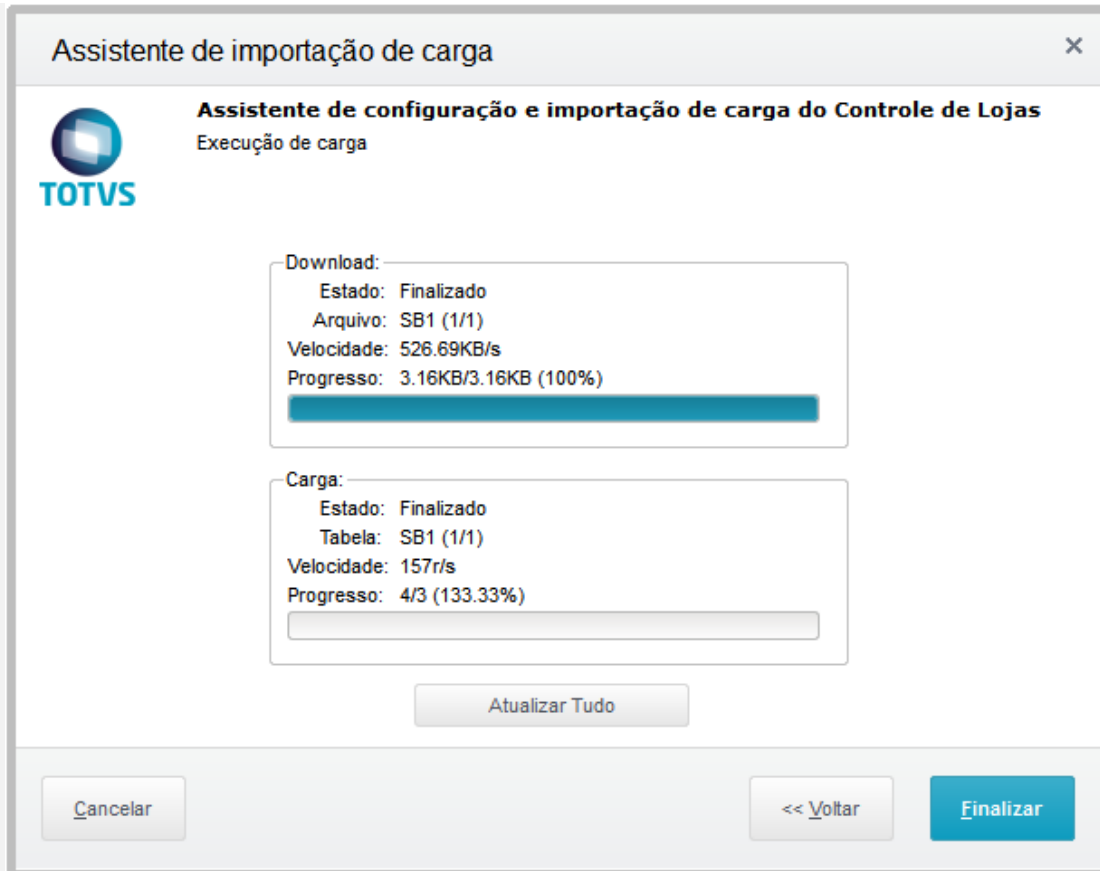 Assistente de importação de carga
×
Assistente de configuração e importação de carga do Controle de Lojas
Execução de carga
TOTVS
Download:
Estado: Finalizado
Arquivo: SB1 (1/1)
Velocidade: 526.69KB/s
Progresso: 3.16KB/3.16KB (100%)
Carga:
Estado: Finalizado
Tabela: SB1 (1/1)
Velocidade: 157r/s
Progresso: 4/3 (133.33%)
Atualizar Tudo
Cancelar
<< Voltar
Finalizar